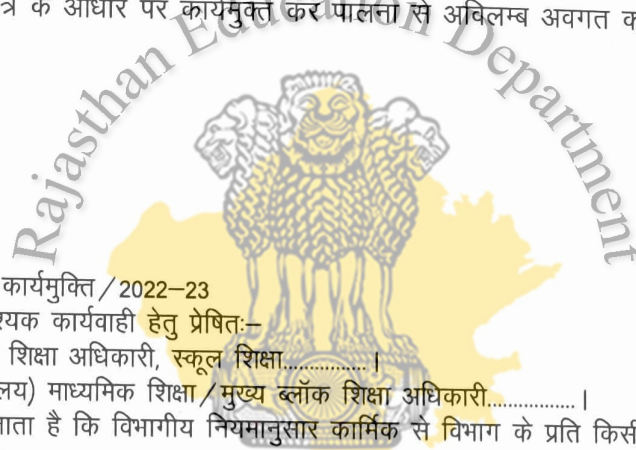 त्र के आधार पर कार्यमुक्त कर पालना से अविलम्ब अवगत क
Rajasthan Education Department
कार्यमुक्ति / 2022–23
श्यक कार्यवाही हेतु प्रेषितः–
शिक्षा अधिकारी, स्कूल शिक्षा................ ।
लय) माध्यमिक शिक्षा / मुख्य ब्लॉक शिक्षा अधिकारी................ ।
नाता है कि विभागीय नियमानुसार कार्मिक से विभाग के प्रति किसी